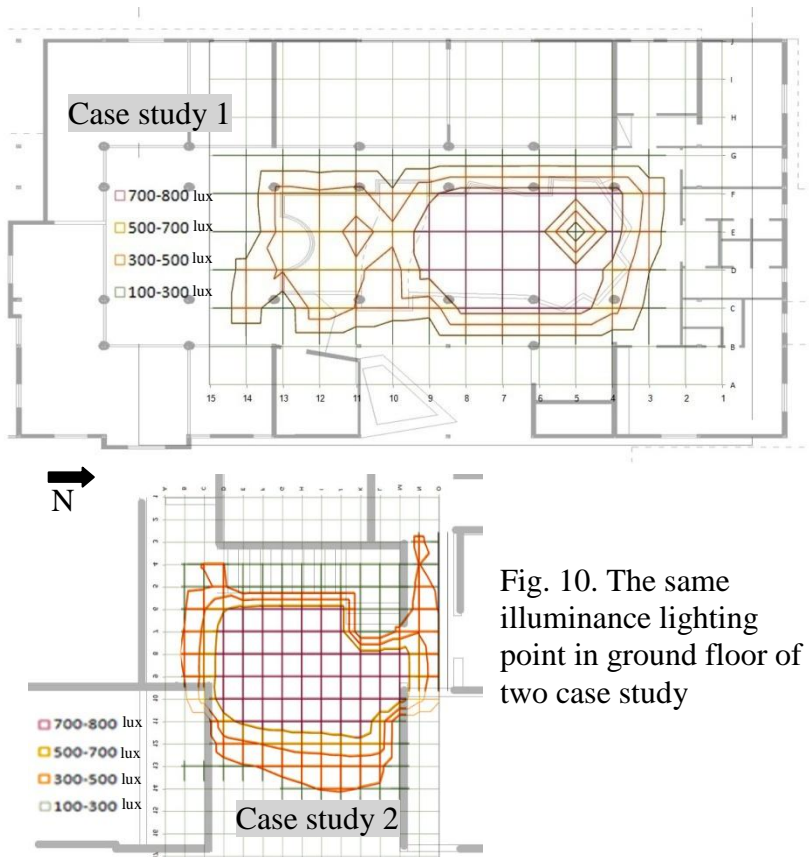 Case study 1
700-800 lux
500-700 lux
300-500 lux
100-300 lux
J
I
H
G
F
E
D
C
B
A
15 14 13 12 11 10 9 8 7 6 5 4 3 2 1
N
700-800 lux
500-700 lux
300-500 lux
100-300 lux
Case study 2
Fig. 10. The same
illuminance lighting
point in ground floor of
two case study